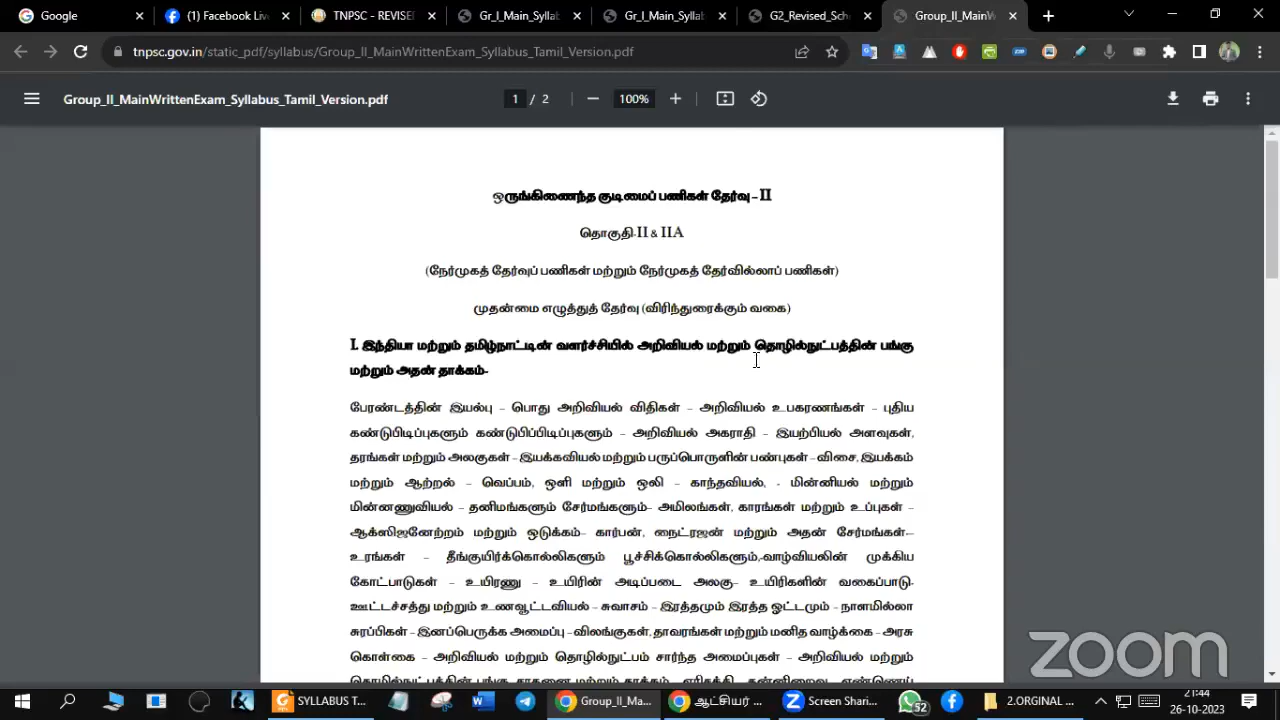 Google
Facebook Live
TNPSC - REVISED
Gr_I_Main_Syllab
Gr_I_Main_Syllab
G2_Revised_Sche
Group_II_MainW
tnpsc.gov.in/static_pdf/syllabus/Group_II_MainWrittenExam_Syllabus_Tamil_Version.pdf
Group_II_MainWrittenExam_Syllabus_Tamil_Version.pdf
1 / 2
100%
ஒருங்கிணைந்த குடிமைப் பணிகள் தேர்வு – II
தொகுதி-II & IIA
(நேர்முகத் தேர்வுப் பணிகள் மற்றும் நேர்முகத் தேர்வில்லாப் பணிகள்)
முதன்மை எழுத்துத் தேர்வு (விரிந்துரைக்கும் வகை)
I. இந்தியா மற்றும் தமிழ்நாட்டின் வளர்ச்சியில் அறிவியல் மற்றும் தொழில்நுட்பத்தின் பங்கு
மற்றும் அதன் தாக்கம்-
பேரண்டத்தின் இயல்பு – பொது அறிவியல் விதிகள் – அறிவியல் உபகரணங்கள் – புதிய
கண்டுபிடிப்புகளும் கண்டுபிப்பிடிப்புகளும் – அறிவியல் அகராதி – இயற்பியல் அளவுகள்,
தரங்கள் மற்றும் அலகுகள் – இயக்கவியல் மற்றும் பருப்பொருளின் பண்புகள் – விசை, இயக்கம்
மற்றும் ஆற்றல் – வெப்பம், ஒளி மற்றும் ஒலி – காந்தவியல், - மின்னியல் மற்றும்
மின்னணுவியல் – தனிமங்களும் சேர்மங்களும்– அமிலங்கள், காரங்கள் மற்றும் உப்புகள் –
ஆக்ஸிஜனேற்றம் மற்றும் ஒடுக்கம்– கார்பன், நைட்ரஜன் மற்றும் அதன் சேர்மங்கள்-–
உரங்கள் – தீங்குயிர்க்கொல்லிகளும் பூச்சிக்கொல்லிகளும்,-வாழ்வியலின் முக்கிய
கோட்பாடுகள் – உயிரணு – உயிரின் அடிப்படை அலகு– உயிரிகளின் வகைப்பாடு-
ஊட்டச்சத்து மற்றும் உணவூட்டவியல் – சுவாசம் – இரத்தமும் இரத்த ஓட்டமும் – நாளமில்லா
சுரப்பிகள் – இனப்பெருக்க அமைப்பு – விலங்குகள், தாவரங்கள் மற்றும் மனித வாழ்க்கை – அரசு
கொள்கை – அறிவியல் மற்றும் தொழில்நுட்பம் சார்ந்த அமைப்புகள் – அறிவியல் மற்றும்
zoom
SYLLABUS T...
Group_II_Ma...
ஆட்சியர் ...
Screen Shari...
52
2.ORGINAL
21:44
26-10-2023